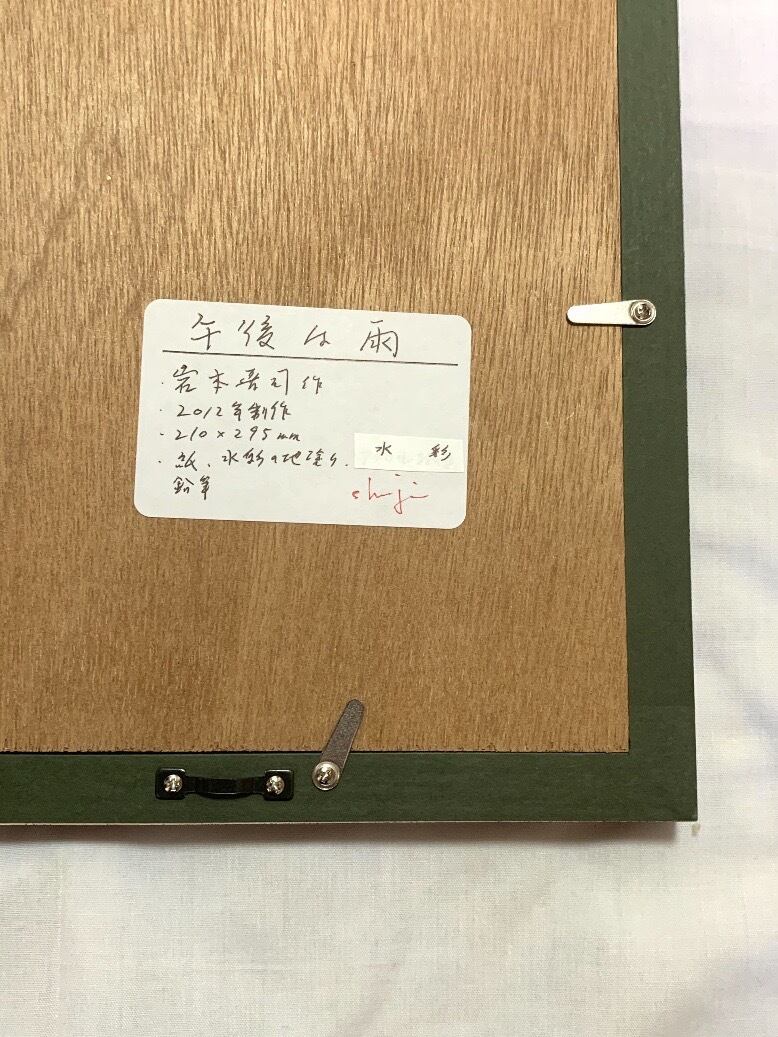 午後は雨
・岩本晋司作
・2012年制作
・210×295mm
・紙、水彩の地塗り、水 彩
鉛筆
shinji